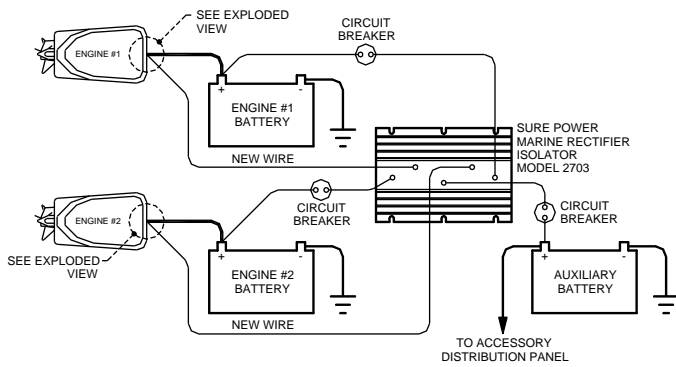 SEE EXPLODED
VIEW
CIRCUIT
BREAKER
ENGINE #1
+ -
ENGINE #1
BATTERY
SURE POWER
MARINE RECTIFIER
ISOLATOR
MODEL 2703
NEW WIRE
CIRCUIT
BREAKER
CIRCUIT
BREAKER
ENGINE #2
SEE EXPLODED
VIEW
+ -
ENGINE #2
BATTERY
+ -
AUXILIARY
BATTERY
NEW WIRE
TO ACCESSORY
DISTRIBUTION PANEL